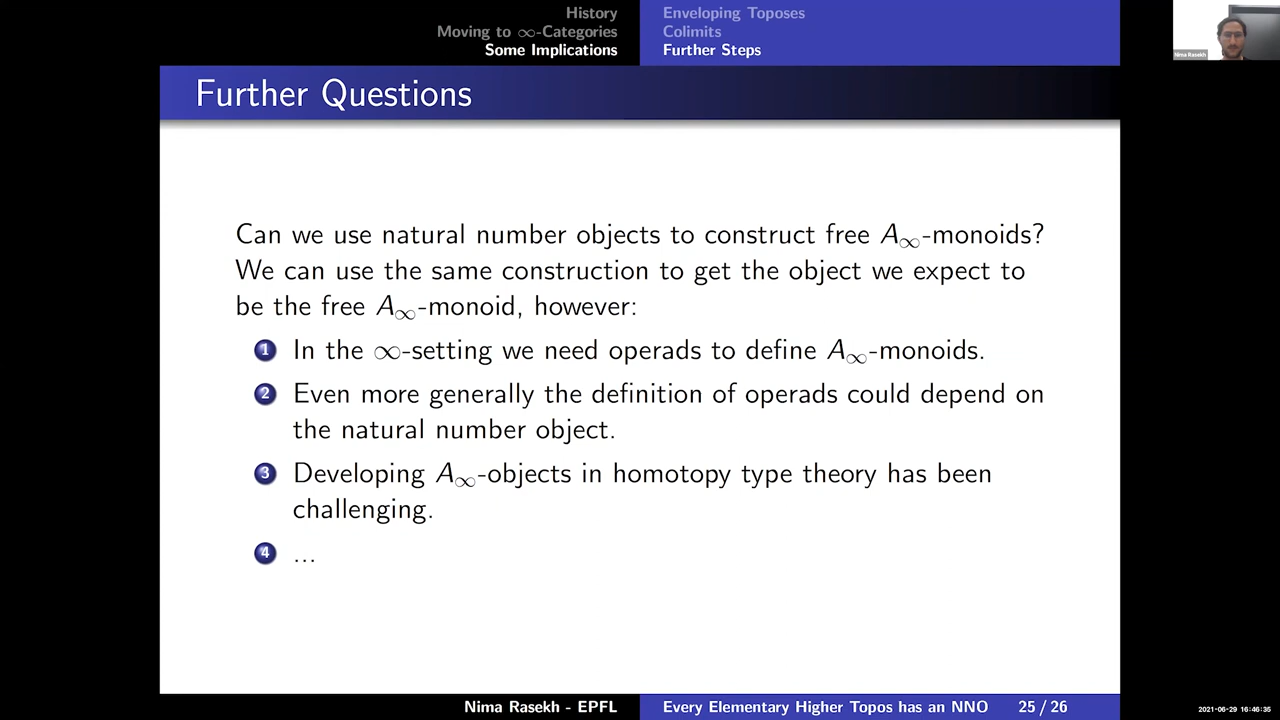 History
Moving to ∞-Categories
Some Implications
Enveloping Toposes
Colimits
Further Steps
Nima Rasekh
Further Questions
Can we use natural number objects to construct free A∞-monoids?
We can use the same construction to get the object we expect to
be the free A∞-monoid, however:
1 In the ∞-setting we need operads to define A∞-monoids.
2 Even more generally the definition of operads could depend on
the natural number object.
3 Developing A∞-objects in homotopy type theory has been
challenging.
4 ...
Nima Rasekh - EPFL
Every Elementary Higher Topos has an NNO 25 / 26
2021-06-29 16:46:35